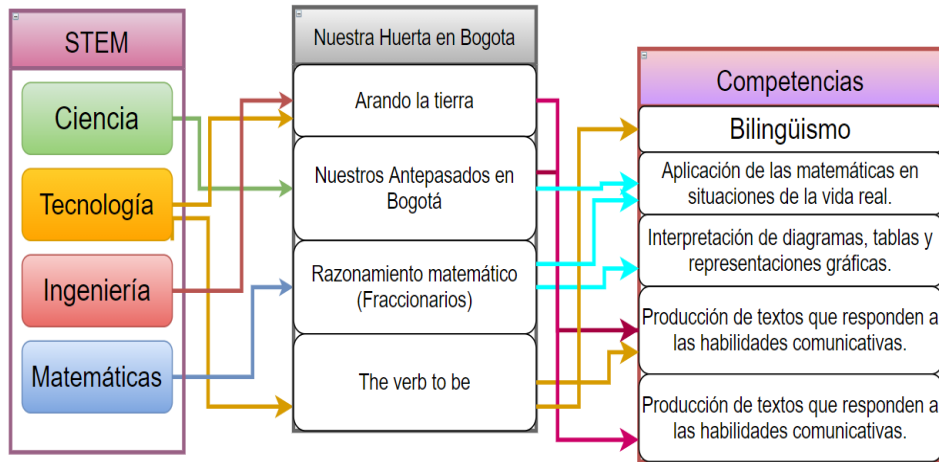 STEM
Ciencia
Tecnología
Ingeniería
Matemáticas
Nuestra Huerta en Bogota
Arando la tierra
Nuestros Antepasados en
Bogotá
Razonamiento matemático
(Fraccionarios)
The verb to be
Competencias
Bilingüismo
Aplicación de las matemáticas en
situaciones de la vida real.
Interpretación de diagramas, tablas y
representaciones gráficas.
Producción de textos que responden a
las habilidades comunicativas.
Producción de textos que responden a
las habilidades comunicativas.